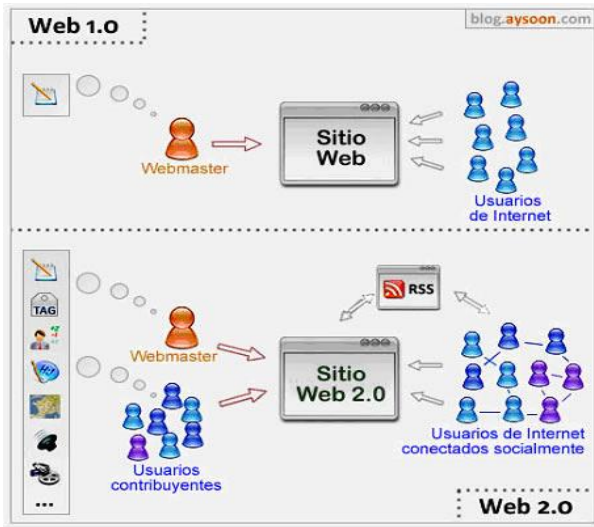 Web 1.0
blog.aysoon.com
Webmaster
Sitio
Web
Usuarios
de Internet
TAG
Hi!
RSS
Webmaster
Sitio
Web 2.0
Usuarios
contribuyentes
Usuarios de Internet
conectados socialmente
...
Web 2.0